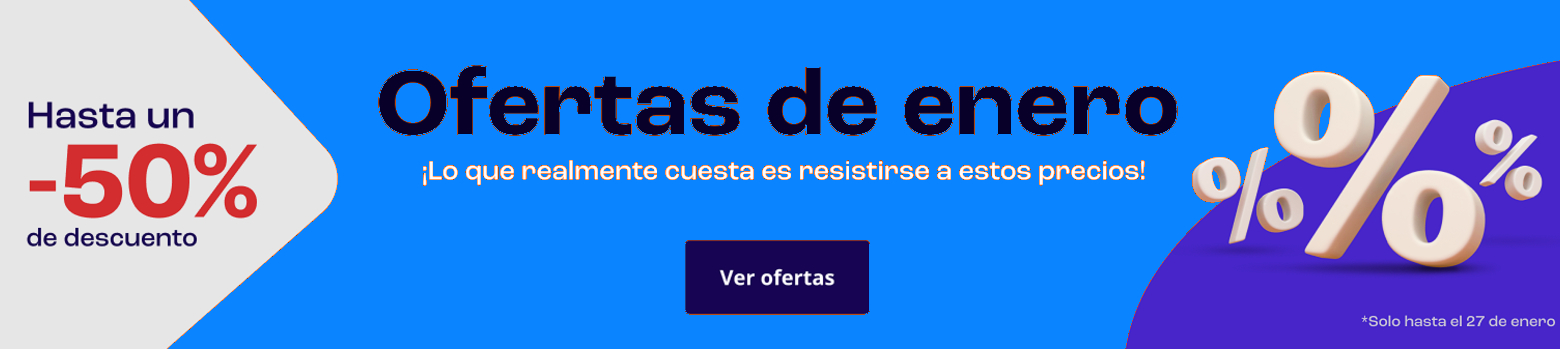 Hasta un
-50%
de descuento
Ofertas de enero
¡Lo que realmente cuesta es resistirse a estos precios!
Ver ofertas
% % %
*Solo hasta el 27 de enero